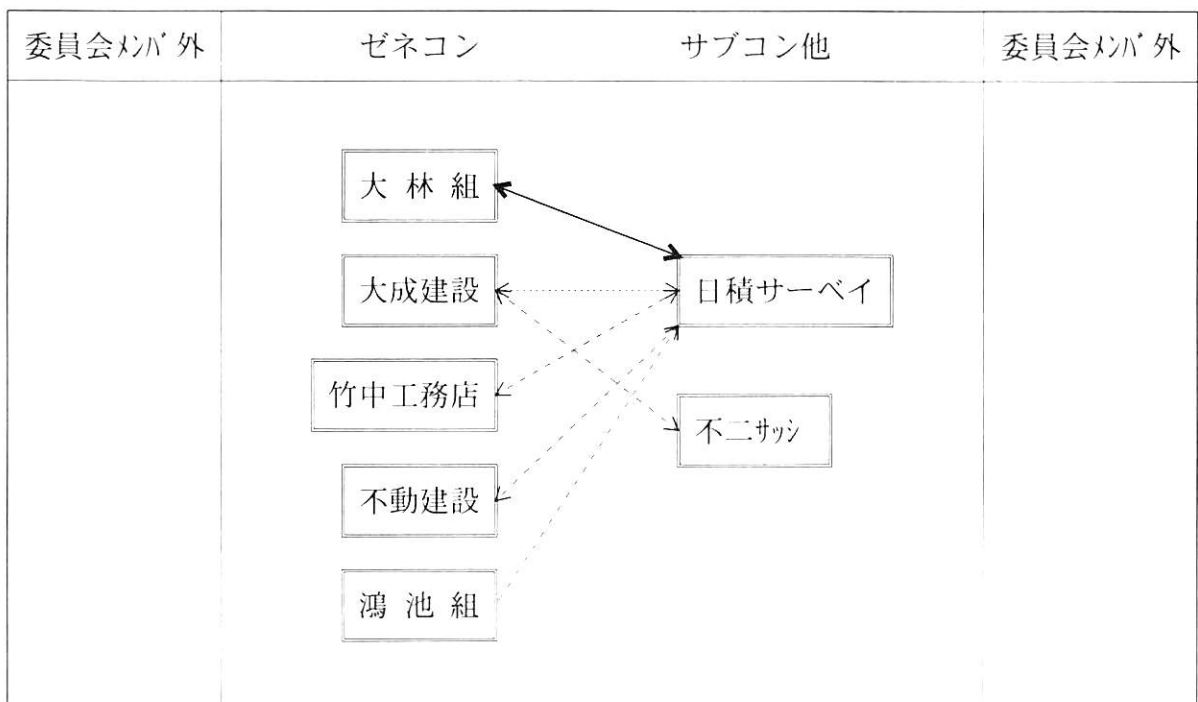 委員会ﾒﾝﾊﾞ外 ゼネコン サブコン他 委員会ﾒﾝﾊﾞ外
大林組
大成建設 日積サーベイ
竹中工務店
不二ｻｯｼ
不動建設
鴻池組